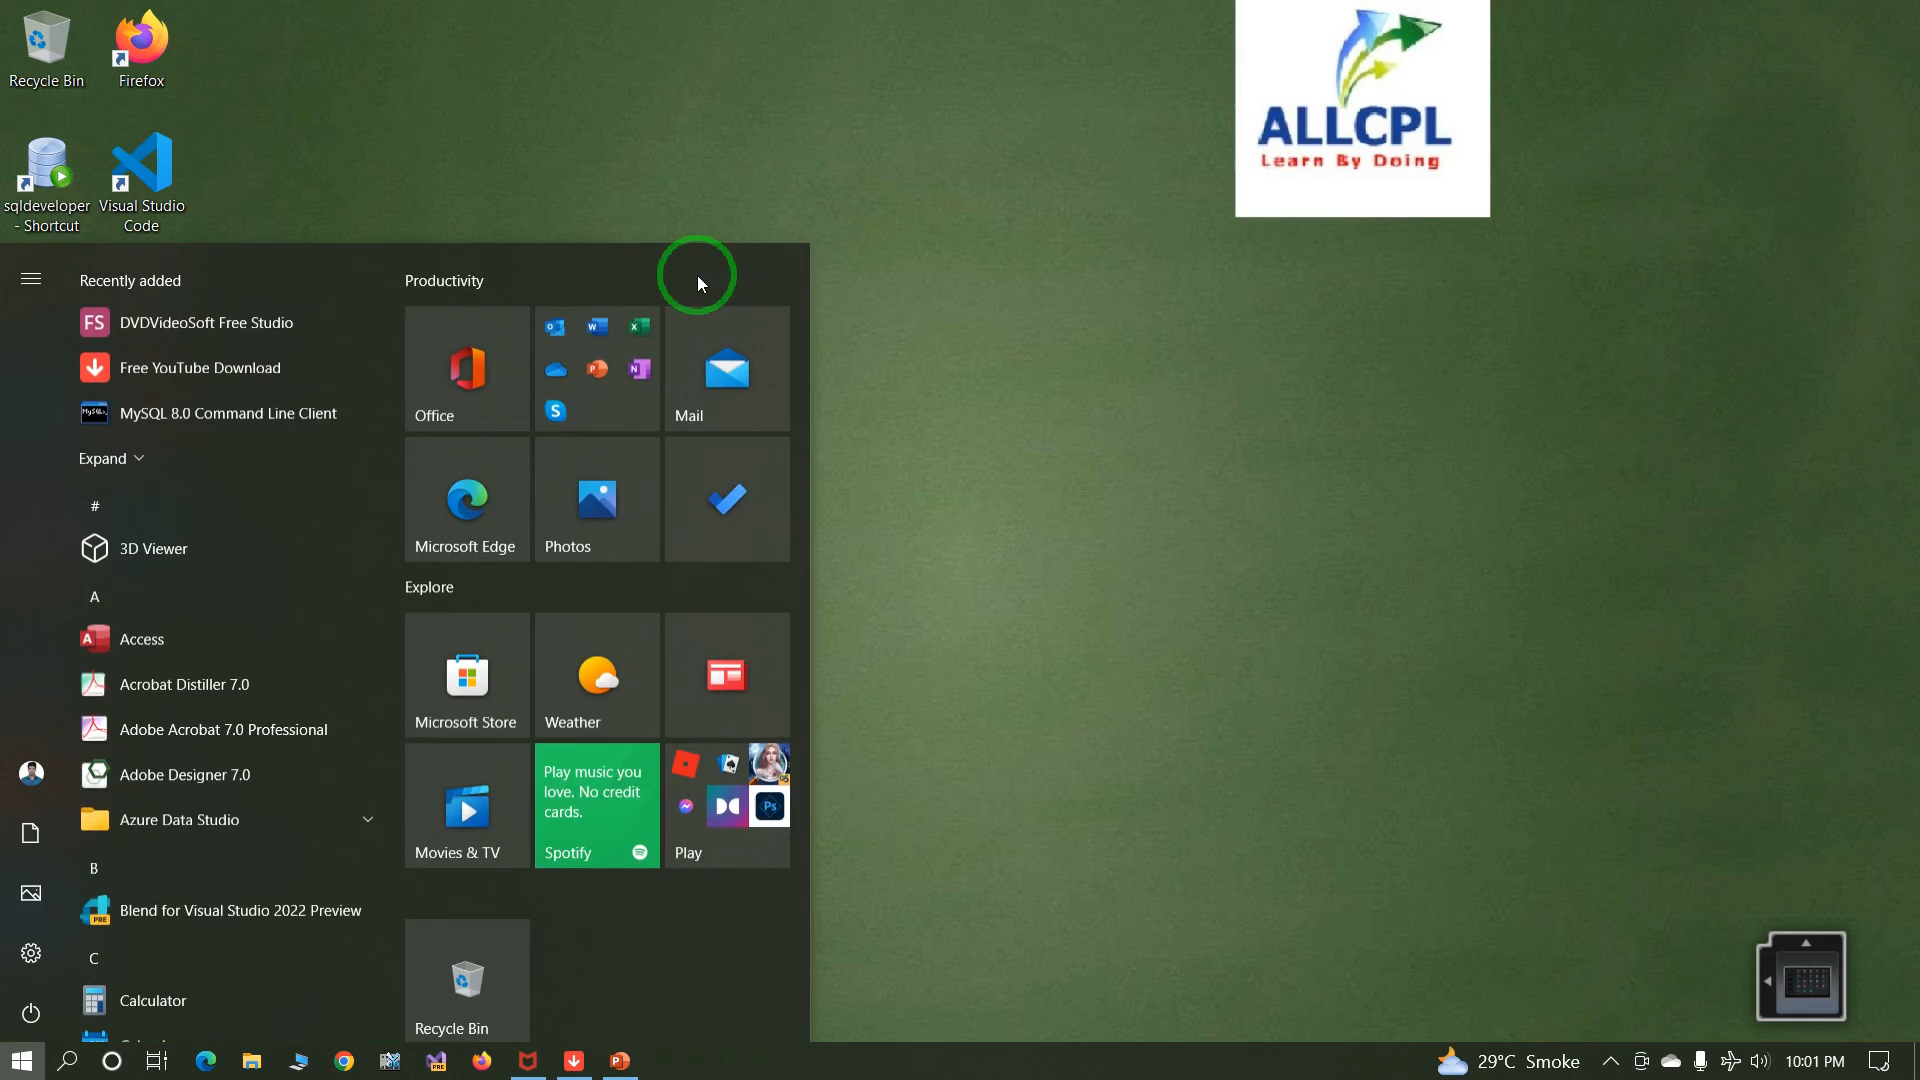 Recycle Bin
Firefox
sqldeveloper
- Shortcut
Visual Studio
Code
ALLCPL
Learn By Doing
Recently added
FS
DVDVideoSoft Free Studio
Free YouTube Download
MySQL 8.0 Command Line Client
Expand
#
3D Viewer
A
Access
Acrobat Distiller 7.0
Adobe Acrobat 7.0 Professional
Adobe Designer 7.0
Azure Data Studio
B
Blend for Visual Studio 2022 Preview
C
Calculator
Productivity
Office
Mail
Microsoft Edge
Photos
Explore
Microsoft Store
Weather
Movies & TV
Play music you
love. No credit
cards.
Spotify
Play
Recycle Bin
29°C Smoke
10:01 PM